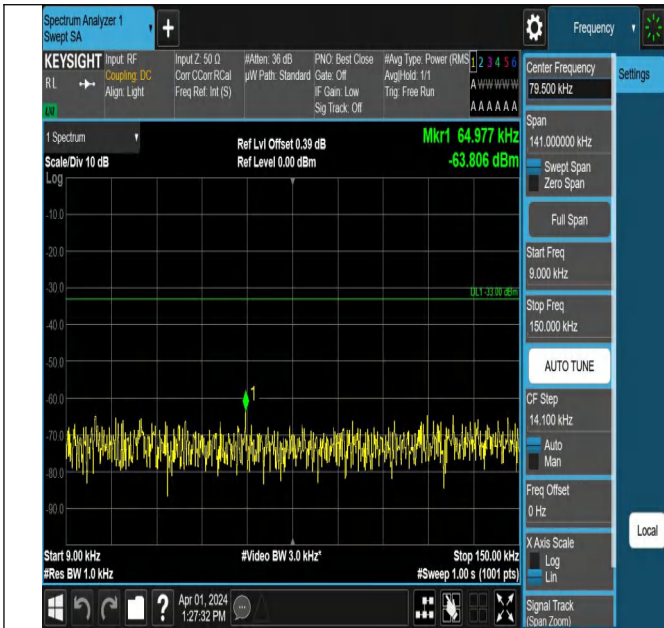 Spectrum Analyzer 1
Swept SA
Frequency
KEYSIGHT
RL
LXI
Input: RF
Coupling: DC
Align: Light
Input Z: 50 Ω
Corr CCorr RCal
Freq Ref: Int (S)
#Atten: 36 dB
µW Path: Standard
PNO: Best Close
Gate: Off
IF Gain: Low
Sig Track: Off
#Avg Type: Power (RMS
Avg|Hold: 1/1
Trig: Free Run
1 2 3 4 5 6
A W W W W W
A A A A A A
Center Frequency
79.500 kHz
Settings
Span
141.000000 kHz
Swept Span
Zero Span
Full Span
Start Freq
9.000 kHz
Stop Freq
150.000 kHz
AUTO TUNE
CF Step
14.100 kHz
Auto
Man
Freq Offset
0 Hz
X Axis Scale
Log
Lin
Signal Track
(Span Zoom)
Local
1 Spectrum
Scale/Div 10 dB
Log
Ref Lvl Offset 0.39 dB
Ref Level 0.00 dBm
Mkr1 64.977 kHz
-63.806 dBm
-10.0
-20.0
-30.0
DL1 -33.00 dBm
-40.0
-50.0
-60.0
1
-70.0
-80.0
-90.0
Start 9.00 kHz
#Video BW 3.0 kHz*
Stop 150.00 kHz
#Res BW 1.0 kHz
#Sweep 1.00 s (1001 pts)
?
Apr 01, 2024
1:27:32 PM